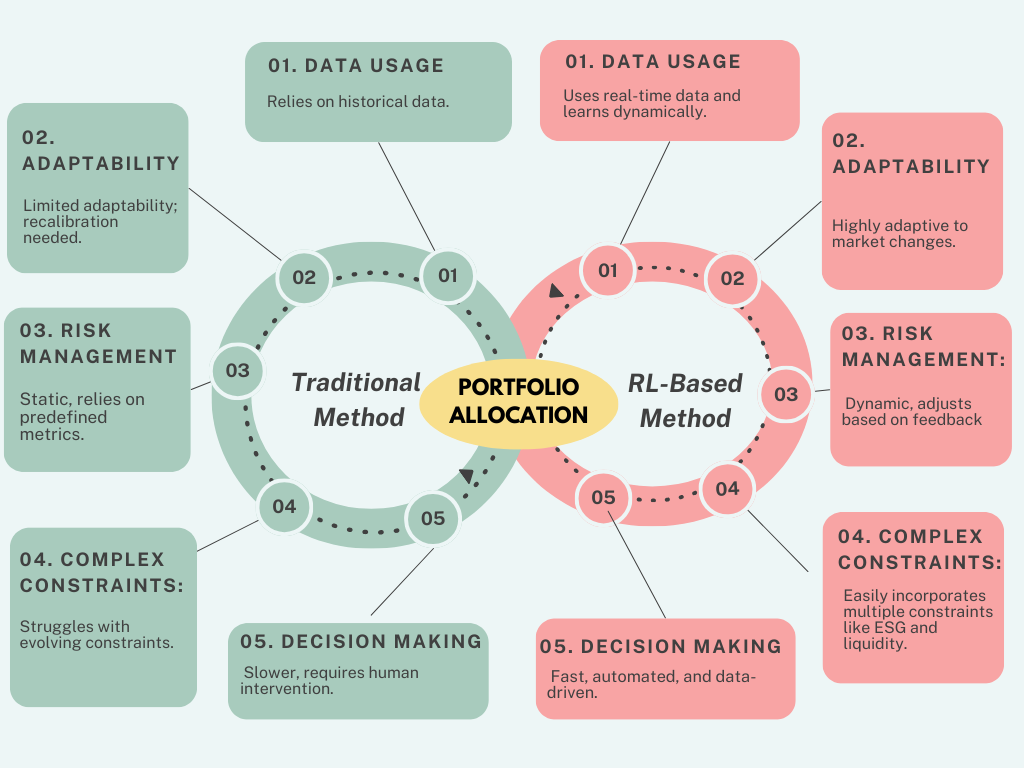 01. DATA USAGE
Relies on historical data.
01. DATA USAGE
Uses real-time data and
learns dynamically.
02.
ADAPTABILITY
Limited adaptability;
recalibration
needed.
02.
ADAPTABILITY
Highly adaptive to
market changes.
01
02
03
04
05
01
02
03
04
05
Traditional
Method
PORTFOLIO
ALLOCATION
RL-Based
Method
03. RISK
MANAGEMENT
Static, relies on
predefined
metrics.
03. RISK
MANAGEMENT:
Dynamic, adjusts
based on feedback
04. COMPLEX
CONSTRAINTS:
Struggles with
evolving constraints.
04. COMPLEX
CONSTRAINTS:
Easily incorporates
multiple constraints
like ESG and
liquidity.
05. DECISION MAKING
Slower, requires human
intervention.
05. DECISION MAKING
Fast, automated, and data-
driven.